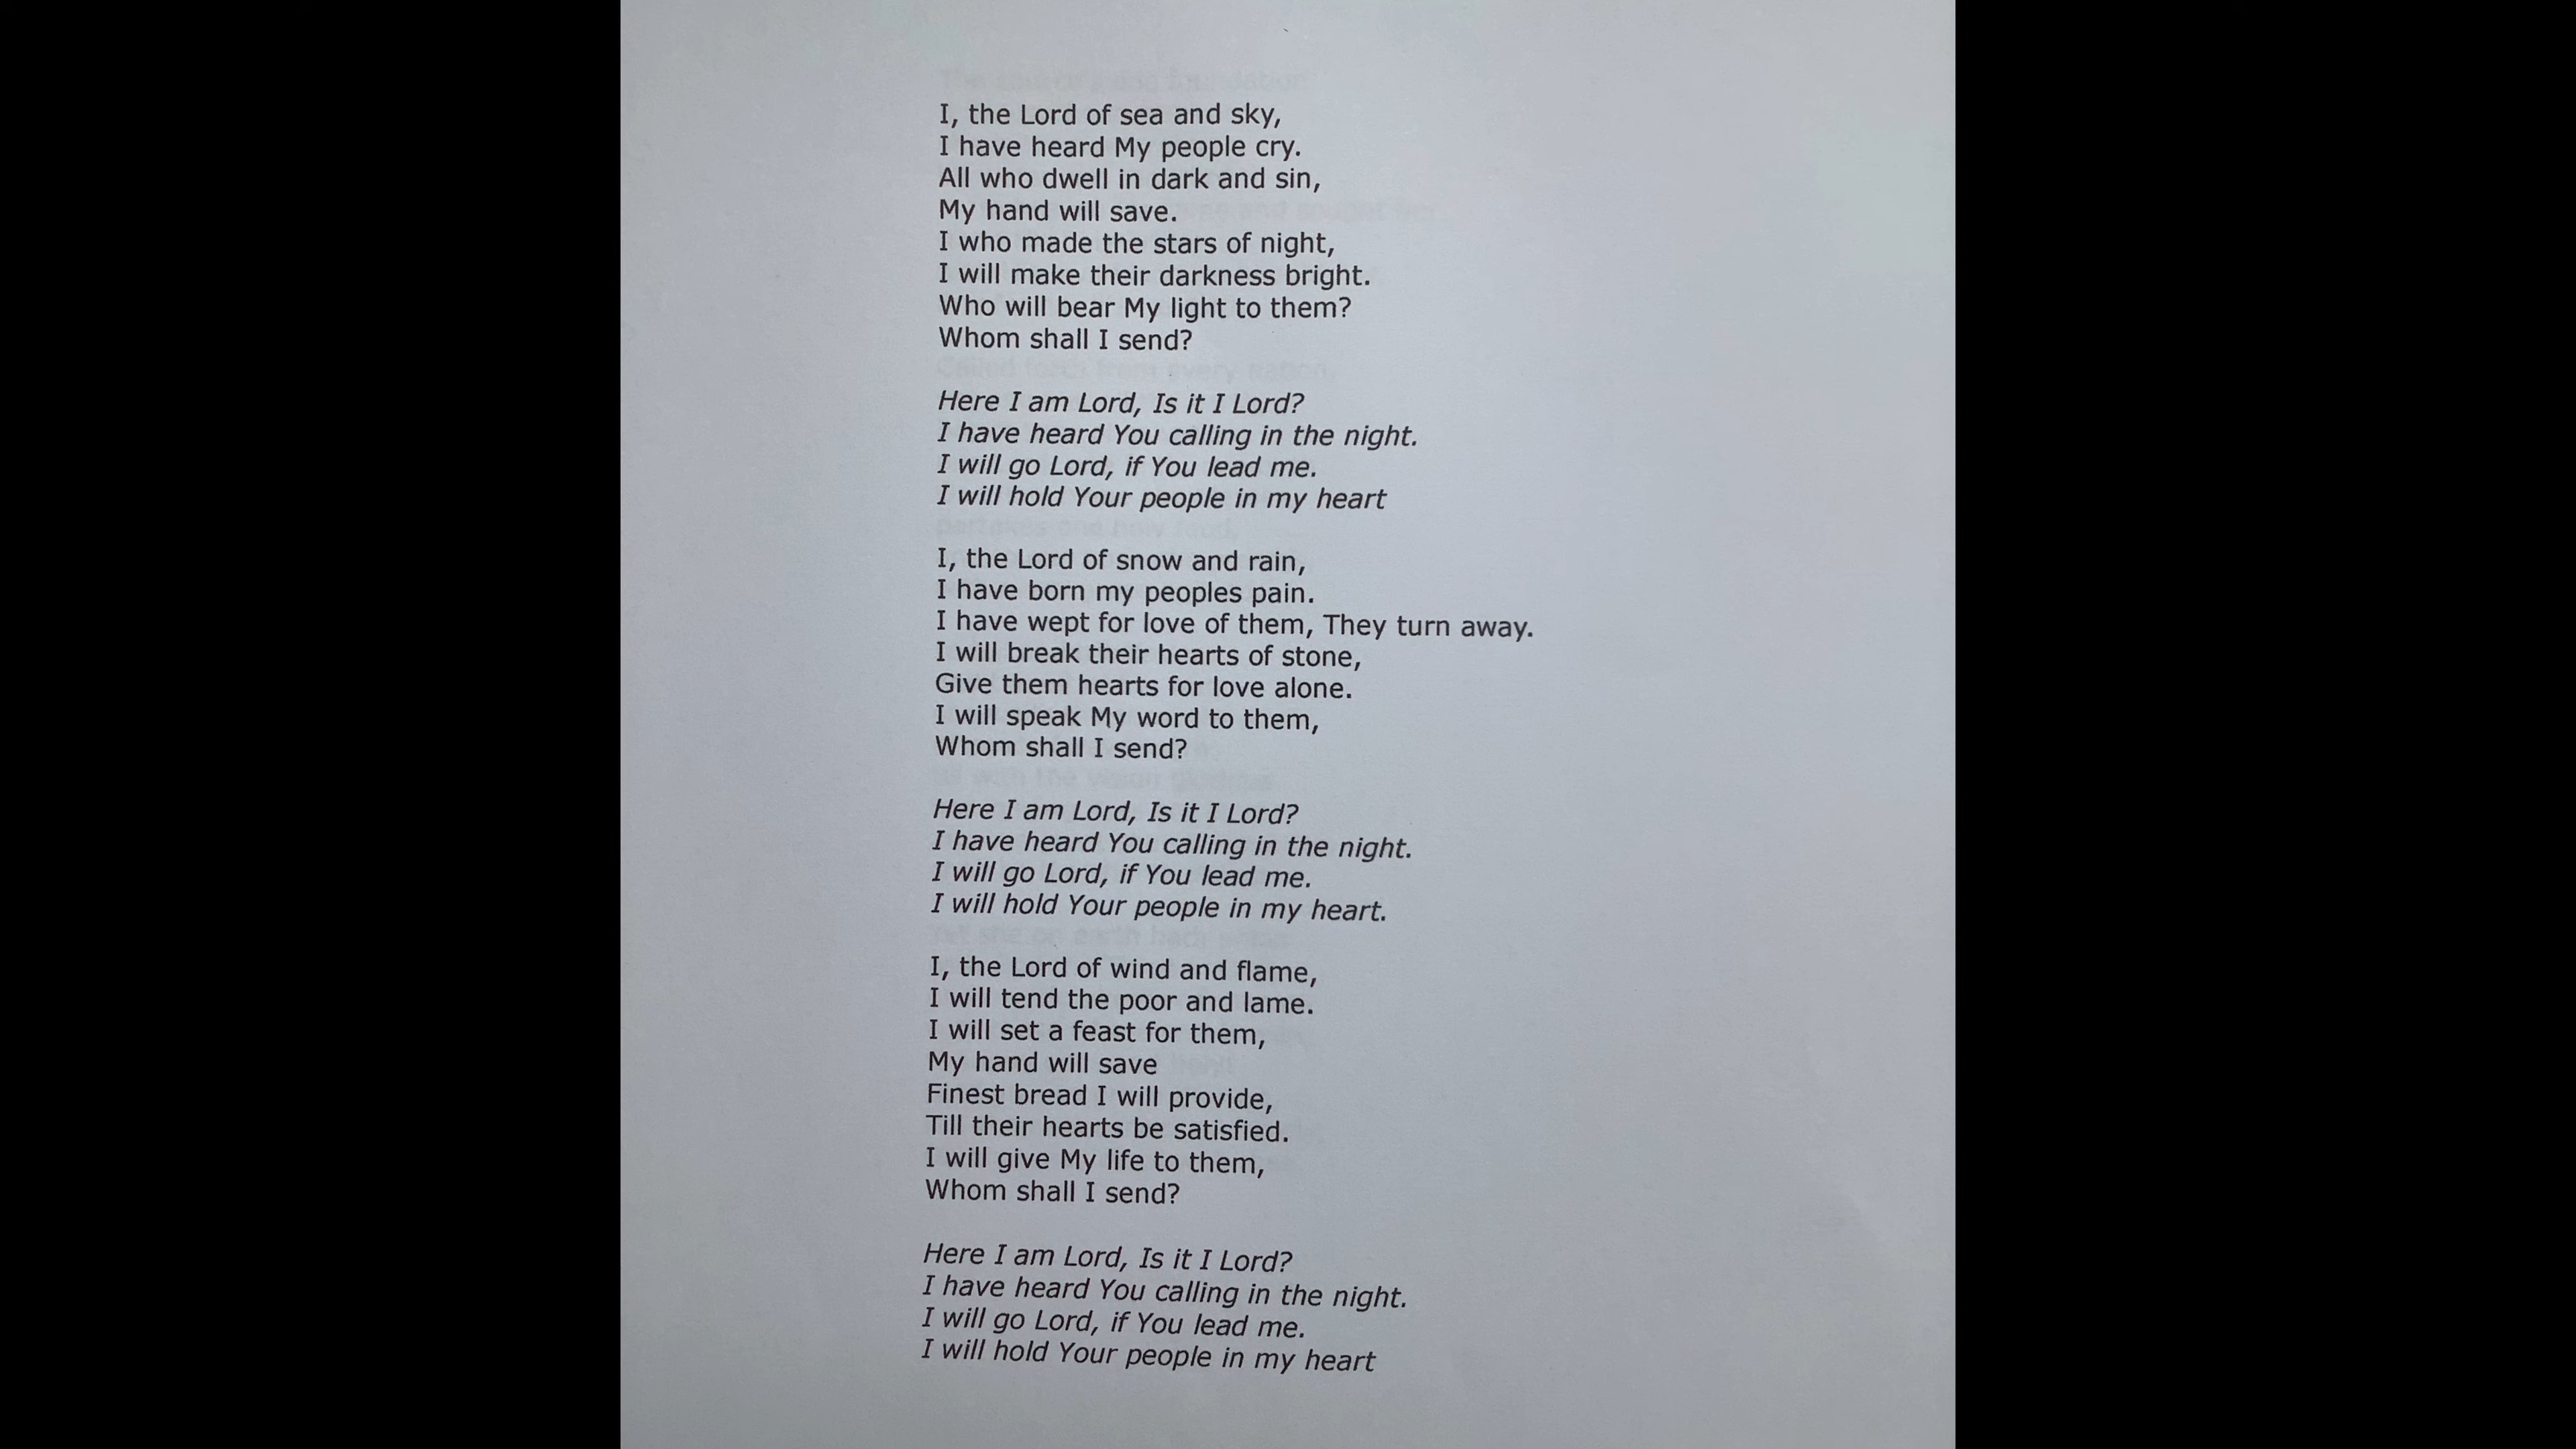 I, the Lord of sea and sky,
I have heard My people cry.
All who dwell in dark and sin,
My hand will save.
I who made the stars of night,
I will make their darkness bright.
Who will bear My light to them?
Whom shall I send?
Here I am Lord, Is it I Lord?
I have heard You calling in the night.
I will go Lord, if You lead me.
I will hold Your people in my heart
I, the Lord of snow and rain,
I have born my peoples pain.
I have wept for love of them, They turn away.
I will break their hearts of stone,
Give them hearts for love alone.
I will speak My word to them,
Whom shall I send?
Here I am Lord, Is it I Lord?
I have heard You calling in the night.
I will go Lord, if You lead me.
I will hold Your people in my heart.
I, the Lord of wind and flame,
I will tend the poor and lame.
I will set a feast for them,
My hand will save
Finest bread I will provide,
Till their hearts be satisfied.
I will give My life to them,
Whom shall I send?
Here I am Lord, Is it I Lord?
I have heard You calling in the night.
I will go Lord, if You lead me.
I will hold Your people in my heart